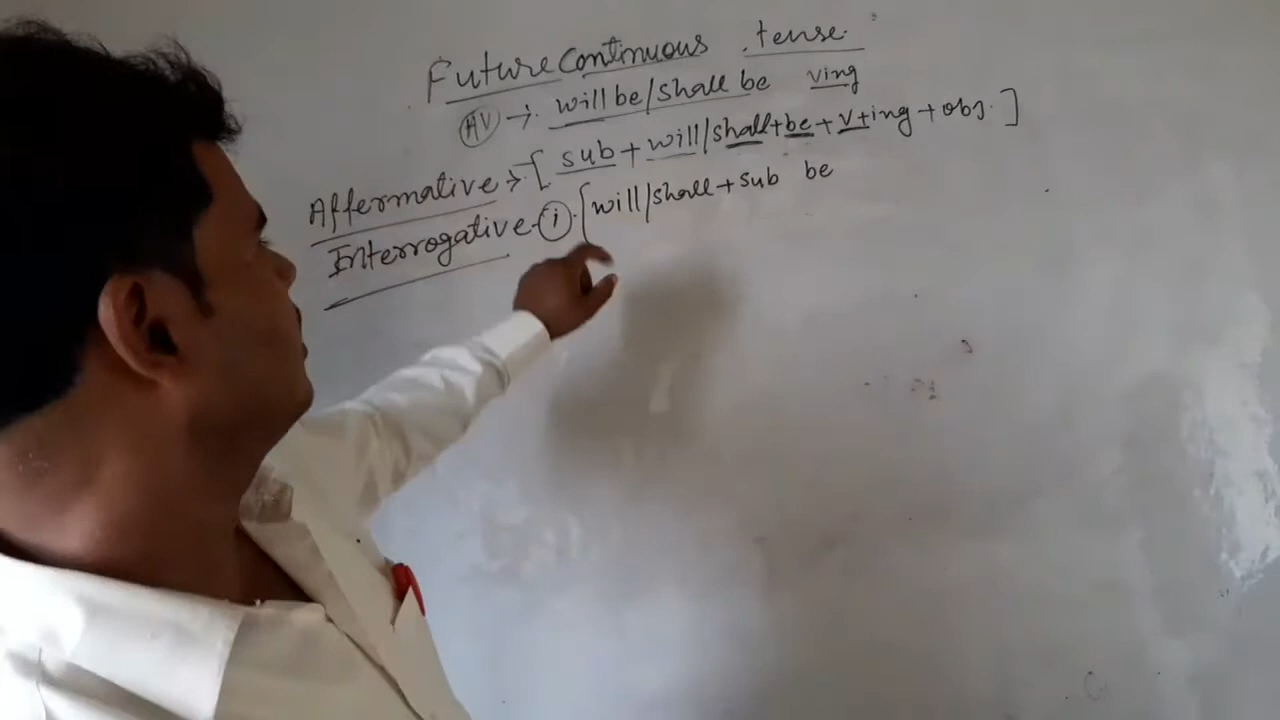 Future Continuous tense
HV → will be/shall be ving
Affermative → [sub + will/shall + be + v+ing + obj.]
Interrogative - i [will/shall + sub be